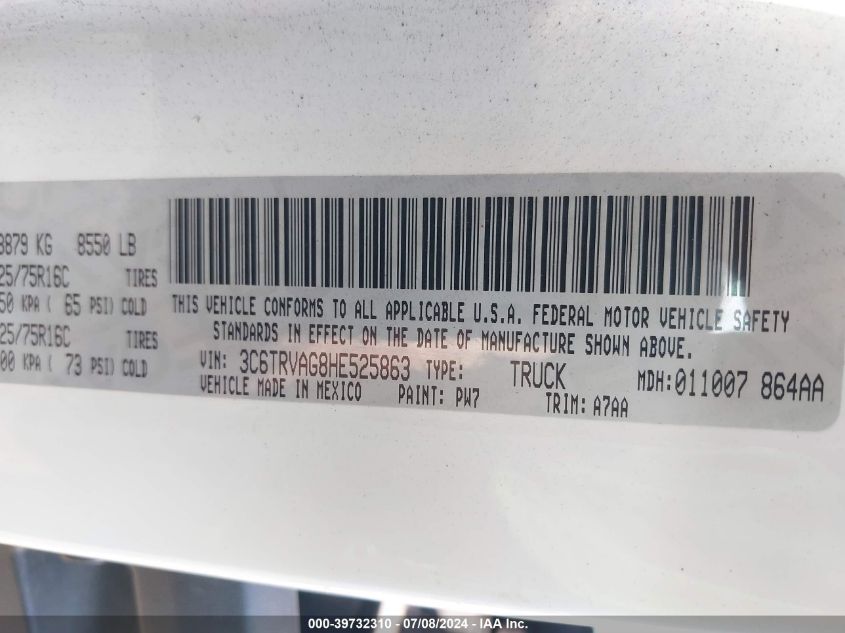 3879 KG 8550 LB
25/75R16C TIRES
50 KPA ( 65 PSI) COLD
25/75R16C TIRES
00 KPA ( 73 PSI) COLD
THIS VEHICLE CONFORMS TO ALL APPLICABLE U.S.A. FEDERAL MOTOR VEHICLE SAFETY
STANDARDS IN EFFECT ON THE DATE OF MANUFACTURE SHOWN ABOVE.
VIN: 3C6TRVAG8HE525863 TYPE: TRUCK MDH:011007 864AA
VEHICLE MADE IN MEXICO PAINT: PW7 TRIM: A7AA
000-39732310 - 07/08/2024 - IAA Inc.